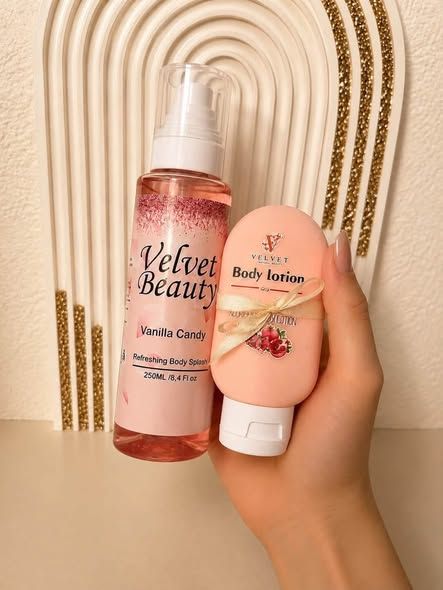 Velvet
Beauty
Vanilla Candy
Refreshing Body Splash
250ML /8,4 Fl oz
VELVET
Body lotion